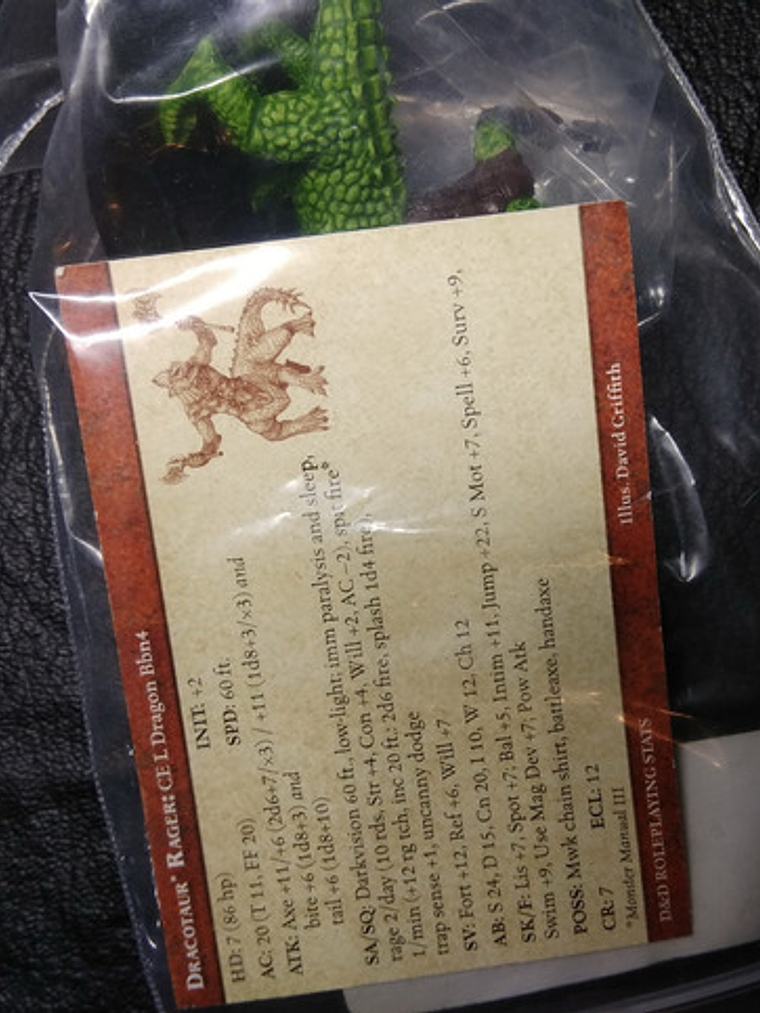 DRACOTAUR* RAGER: CE L Dragon Bbn4
HD: 7 (86 hp) INIT: +2
AC: 20 (T 11, FF 20) SPD: 60 ft.
ATK: Axe +11/+6 (2d6+7/×3) / +11 (1d8+3/×3) and
bite +6 (1d8+3) and
tail +6 (1d8+10)
SA/SQ: Darkvision 60 ft., low-light; imm paralysis and sleep,
rage 2/day (10 rds, Str +4, Con +4, Will +2, AC −2), spit fire*
1/min (+12 rg tch, inc 20 ft.; 2d6 fire, splash 1d4 fire),
trap sense +1, uncanny dodge
SV: Fort +12, Ref +6, Will +7
AB: S 24, D 15, Cn 20, I 10, W 12, Ch 12
SK/F: Lis +7, Spot +7; Bal +5, Intim +11, Jump +22, S Mot +7, Spell +6, Surv +9,
Swim +9, Use Mag Dev +7; Pow Atk
POSS: Mwk chain shirt, battleaxe, handaxe
CR: 7 ECL: 12
*Monster Manual III
D&D ROLEPLAYING STATS Illus. David Griffith